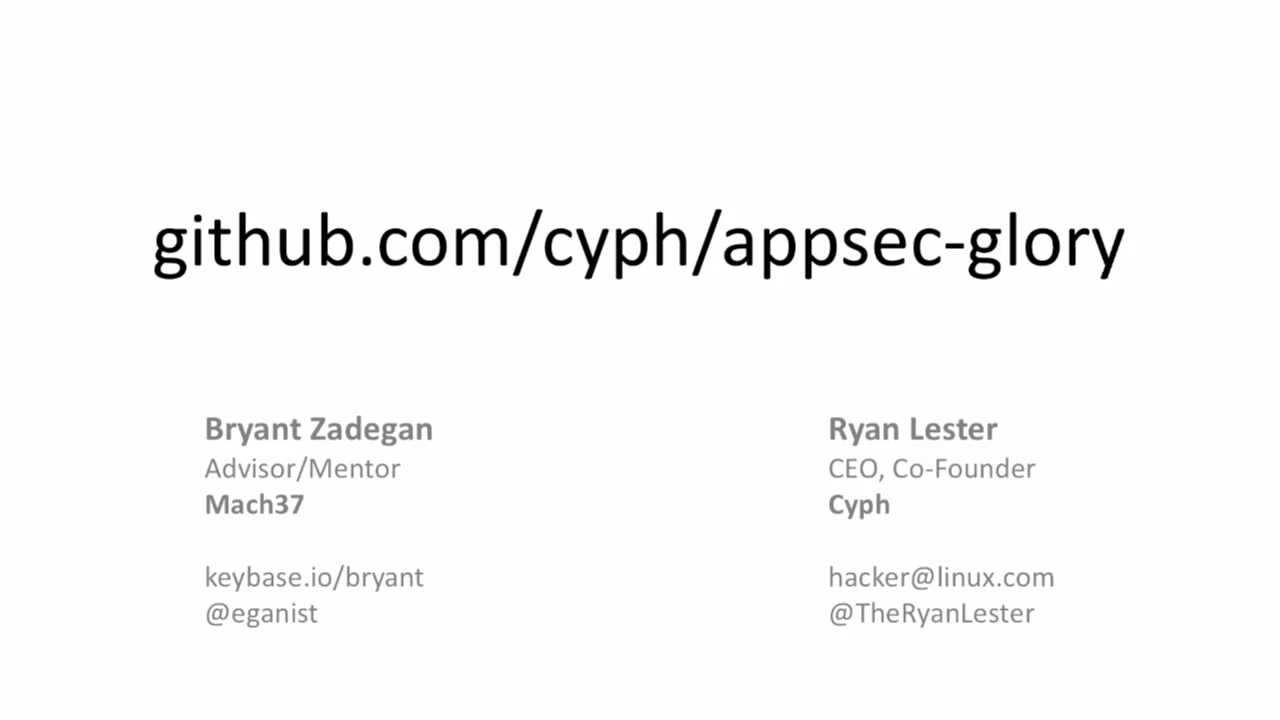 github.com/cyph/appsec-glory
Bryant Zadegan
Advisor/Mentor
Mach37
keybase.io/bryant
@eganist
Ryan Lester
CEO, Co-Founder
Cyph
hacker@linux.com
@TheRyanLester